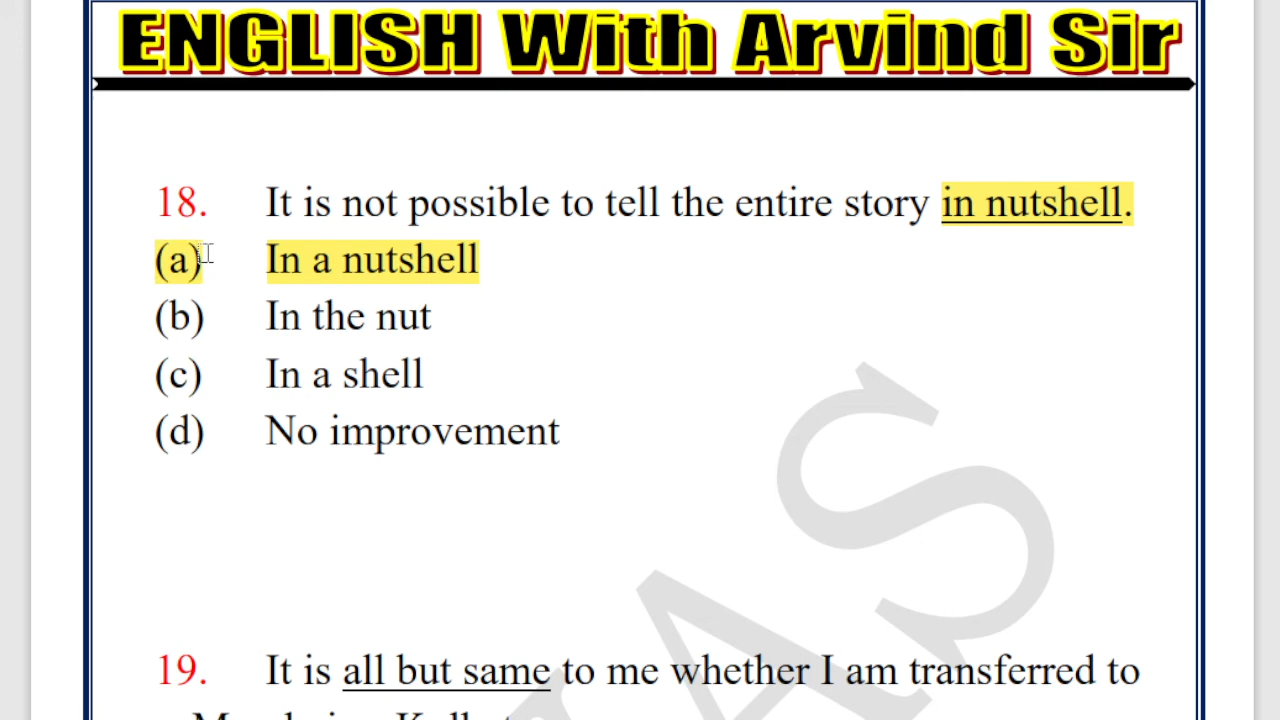 ENGLISH With Arvind Sir
18. It is not possible to tell the entire story in nutshell.
(a) In a nutshell
(b) In the nut
(c) In a shell
(d) No improvement
19. It is all but same to me whether I am transferred to